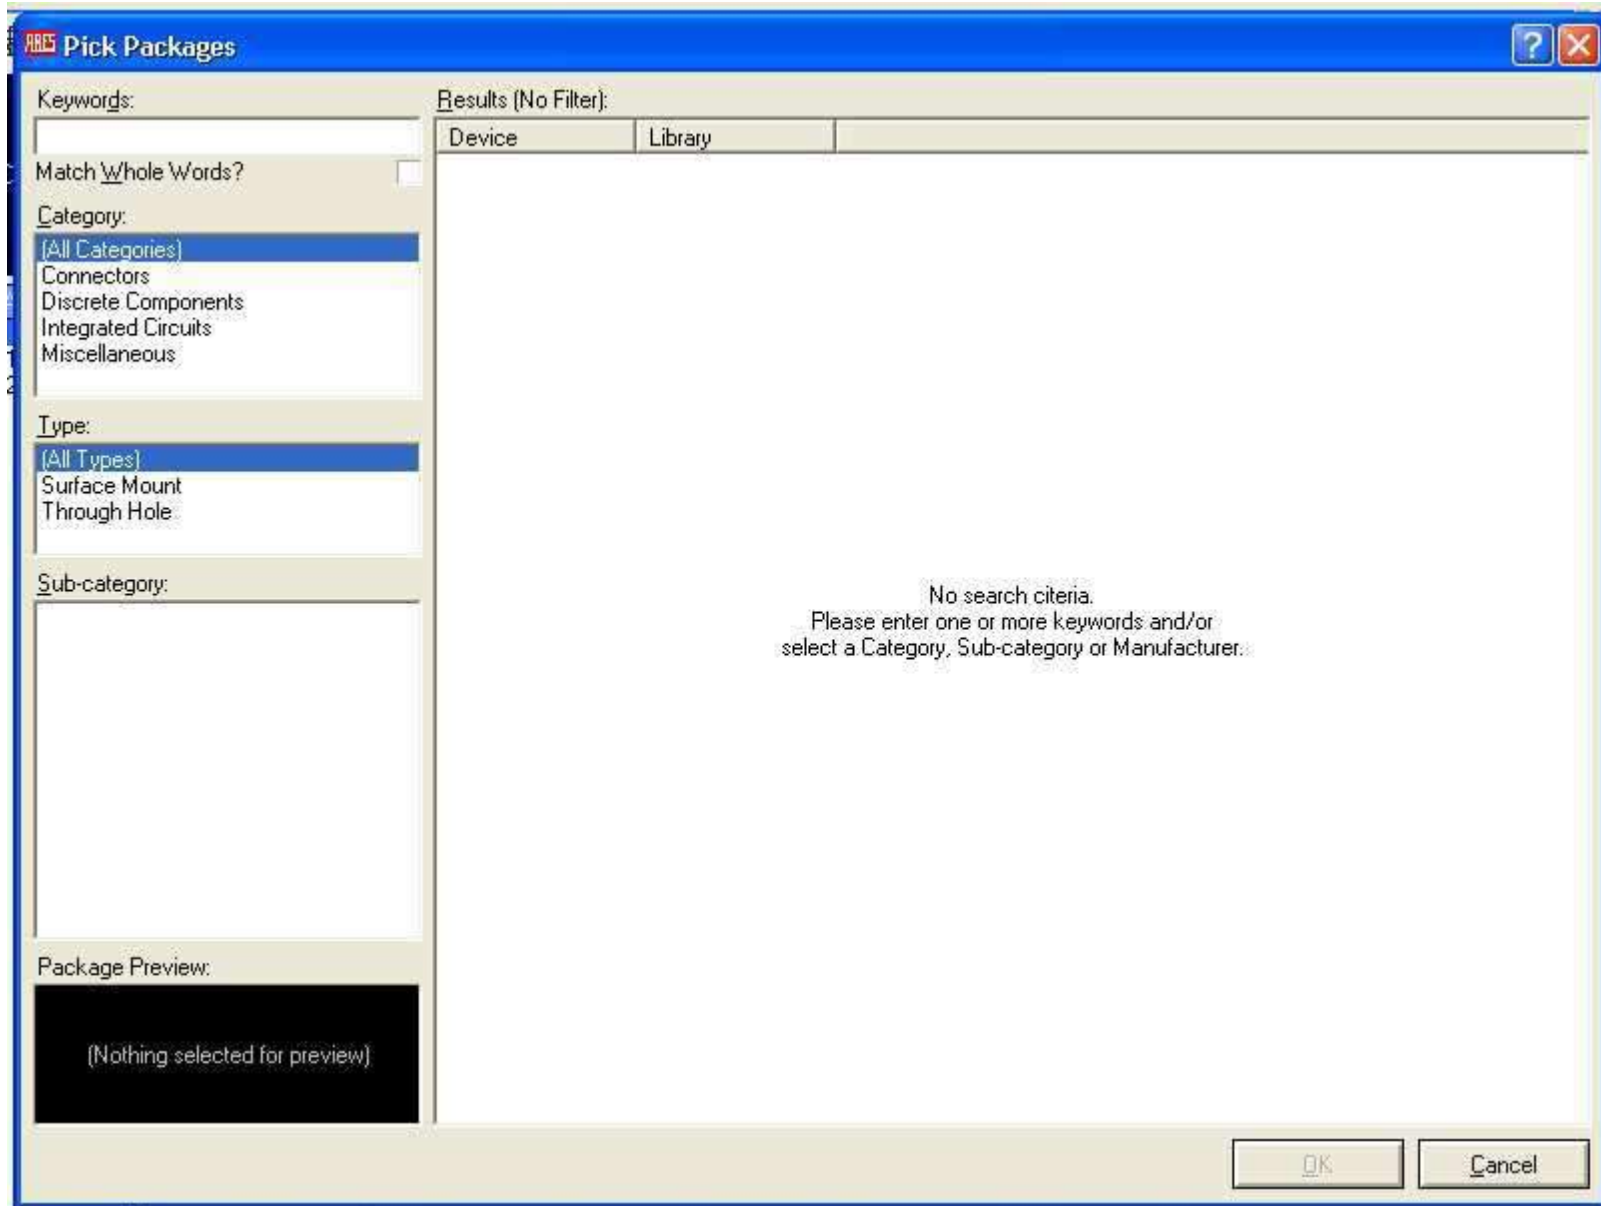 ARES Pick Packages
Keywords:
Match Whole Words?
Category:
(All Categories)
Connectors
Discrete Components
Integrated Circuits
Miscellaneous
Type:
(All Types)
Surface Mount
Through Hole
Sub-category:
Package Preview:
(Nothing selected for preview)
Results (No Filter):
Device Library
No search citeria.
Please enter one or more keywords and/or
select a Category, Sub-category or Manufacturer.
OK Cancel